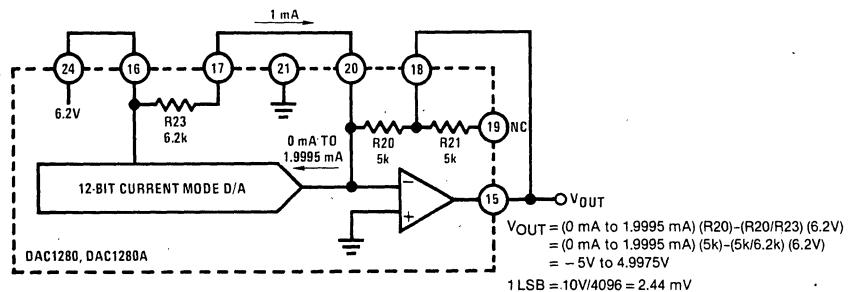 1 mA
24
16
17
21
20
18
6.2V
R23
6.2k
19 NC
R20
5k
R21
5k
0 mA TO
1.9995 mA
12-BIT CURRENT MODE D/A
−
+
15
VOUT
VOUT = (0 mA to 1.9995 mA) (R20)–(R20/R23) (6.2V)
= (0 mA to 1.9995 mA) (5k)–(5k/6.2k) (6.2V)
= – 5V to 4.9975V
1 LSB = 10V/4096 = 2.44 mV
DAC1280, DAC1280A